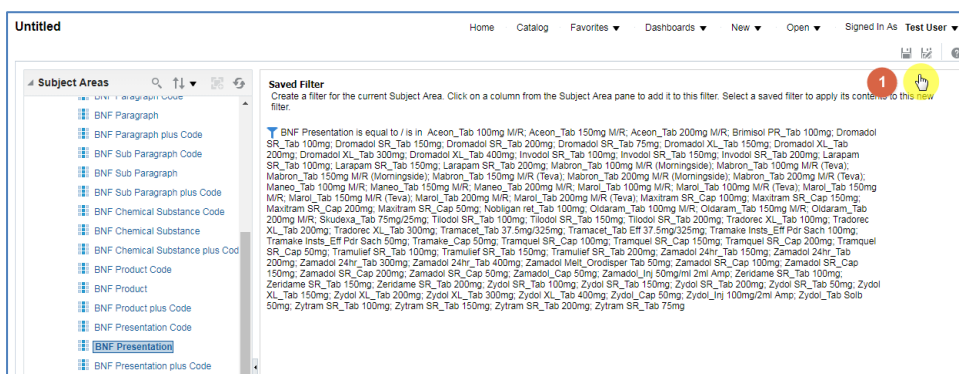 Untitled
Home Catalog Favorites Dashboards New Open Signed In As Test User
Subject Areas
BNF Paragraph Code
BNF Paragraph
BNF Paragraph plus Code
BNF Sub Paragraph Code
BNF Sub Paragraph
BNF Sub Paragraph plus Code
BNF Chemical Substance Code
BNF Chemical Substance
BNF Chemical Substance plus Cod
BNF Product Code
BNF Product
BNF Product plus Code
BNF Presentation Code
BNF Presentation
BNF Presentation plus Code
1
Saved Filter
Create a filter for the current Subject Area. Click on a column from the Subject Area pane to add it to this filter. Select a saved filter to apply its contents to this new
filter.
BNF Presentation is equal to / is in Aceon_Tab 100mg M/R; Aceon_Tab 150mg M/R; Aceon_Tab 200mg M/R; Brimisol PR_Tab 100mg; Dromadol
SR_Tab 100mg; Dromadol SR_Tab 150mg; Dromadol SR_Tab 200mg; Dromadol SR_Tab 75mg; Dromadol XL_Tab 150mg; Dromadol XL_Tab
200mg; Dromadol XL_Tab 300mg; Dromadol XL_Tab 400mg; Invodol SR_Tab 100mg; Invodol SR_Tab 150mg; Invodol SR_Tab 200mg; Larapam
SR_Tab 100mg; Larapam SR_Tab 150mg; Larapam SR_Tab 200mg; Mabron_Tab 100mg M/R (Morningside); Mabron_Tab 100mg M/R (Teva);
Mabron_Tab 150mg M/R (Morningside); Mabron_Tab 150mg M/R (Teva); Mabron_Tab 200mg M/R (Morningside); Mabron_Tab 200mg M/R (Teva);
Maneo_Tab 100mg M/R; Maneo_Tab 150mg M/R; Maneo_Tab 200mg M/R; Marol_Tab 100mg M/R; Marol_Tab 100mg M/R (Teva); Marol_Tab 150mg
M/R; Marol_Tab 150mg M/R (Teva); Marol_Tab 200mg M/R; Marol_Tab 200mg M/R (Teva); Maxitram SR_Cap 100mg; Maxitram SR_Cap 150mg;
Maxitram SR_Cap 200mg; Maxitram SR_Cap 50mg; Nobligan ret_Tab 100mg; Oldaram_Tab 100mg M/R; Oldaram_Tab 150mg M/R; Oldaram_Tab
200mg M/R; Skudexa_Tab 75mg/25mg; Tilodol SR_Tab 100mg; Tilodol SR_Tab 150mg; Tilodol SR_Tab 200mg; Tradorec XL_Tab 100mg; Tradorec
XL_Tab 200mg; Tradorec XL_Tab 300mg; Tramacet_Tab 37.5mg/325mg; Tramacet_Tab Eff 37.5mg/325mg; Tramake Insts_Eff Pdr Sach 100mg;
Tramake Insts_Eff Pdr Sach 50mg; Tramake_Cap 50mg; Tramquel SR_Cap 100mg; Tramquel SR_Cap 150mg; Tramquel SR_Cap 200mg; Tramquel
SR_Cap 50mg; Tramulief SR_Tab 100mg; Tramulief SR_Tab 150mg; Tramulief SR_Tab 200mg; Zamadol 24hr_Tab 150mg; Zamadol 24hr_Tab
200mg; Zamadol 24hr_Tab 300mg; Zamadol 24hr_Tab 400mg; Zamadol Melt_Orodisper Tab 50mg; Zamadol SR_Cap 100mg; Zamadol SR_Cap
150mg; Zamadol SR_Cap 200mg; Zamadol SR_Cap 50mg; Zamadol_Cap 50mg; Zamadol_Inj 50mg/ml 2ml Amp; Zeridame SR_Tab 100mg;
Zeridame SR_Tab 150mg; Zeridame SR_Tab 200mg; Zydol SR_Tab 100mg; Zydol SR_Tab 150mg; Zydol SR_Tab 200mg; Zydol SR_Tab 50mg; Zydol
XL_Tab 150mg; Zydol XL_Tab 200mg; Zydol XL_Tab 300mg; Zydol XL_Tab 400mg; Zydol_Cap 50mg; Zydol_Inj 100mg/2ml Amp; Zydol_Tab Solb
50mg; Zytram SR_Tab 100mg; Zytram SR_Tab 150mg; Zytram SR_Tab 200mg; Zytram SR_Tab 75mg